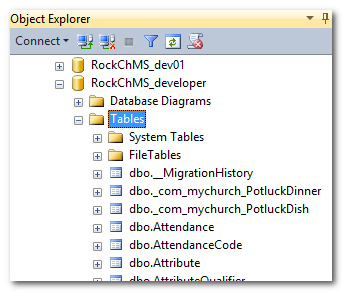 Object Explorer
Connect
RockChMS_dev01
RockChMS_developer
Database Diagrams
Tables
System Tables
FileTables
dbo.__MigrationHistory
dbo._com_mychurch_PotluckDinner
dbo._com_mychurch_PotluckDish
dbo.Attendance
dbo.AttendanceCode
dbo.Attribute
dbo.AttributeQualifier